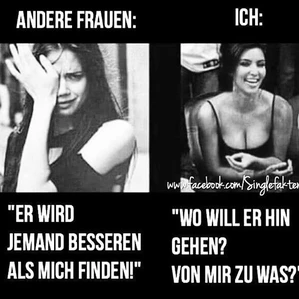 ANDERE FRAUEN:
ICH:
www.facebook.com/Singlefakten
"ER WIRD
JEMAND BESSEREN
ALS MICH FINDEN!"
"WO WILL ER HIN
GEHEN?
VON MIR ZU WAS?"